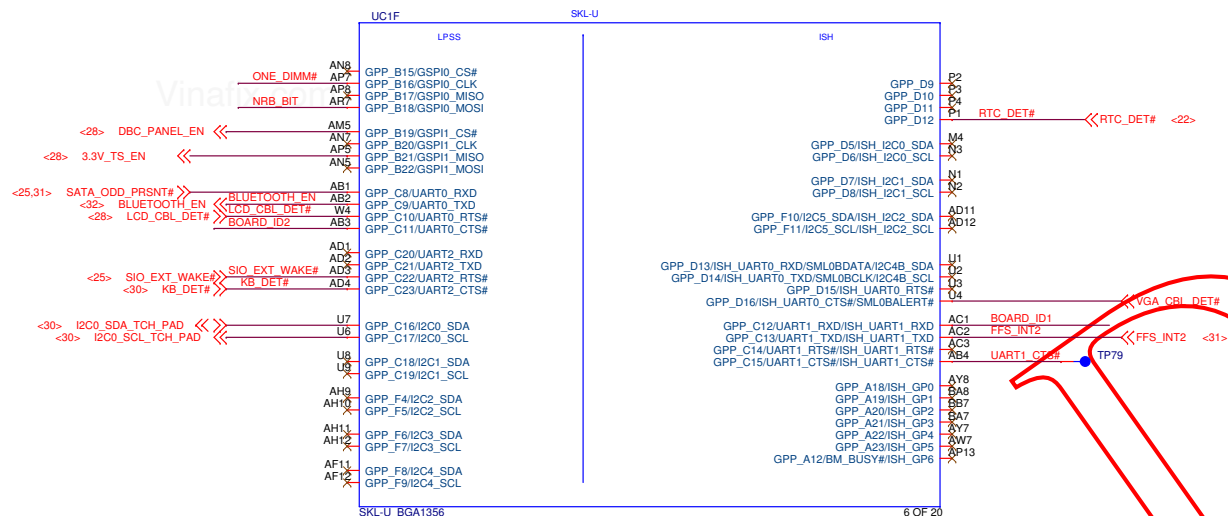 UC1F
SKL-U
LPSS
ISH
Vinafix.com
AN8 GPP_B15/GSPI0_CS#
ONE_DIMM# AP7 GPP_B16/GSPI0_CLK
AP8 GPP_B17/GSPI0_MISO
NRB_BIT AR7 GPP_B18/GSPI0_MOSI
<28> DBC_PANEL_EN AM5 GPP_B19/GSPI1_CS#
AN7 GPP_B20/GSPI1_CLK
<28> 3.3V_TS_EN AP5 GPP_B21/GSPI1_MISO
AN5 GPP_B22/GSPI1_MOSI
<25,31> SATA_ODD_PRSNT# AB1 GPP_C8/UART0_RXD
<32> BLUETOOTH_EN BLUETOOTH_EN AB2 GPP_C9/UART0_TXD
<28> LCD_CBL_DET# LCD_CBL_DET# W4 GPP_C10/UART0_RTS#
BOARD_ID2 AB3 GPP_C11/UART0_CTS#
AD1 GPP_C20/UART2_RXD
AD2 GPP_C21/UART2_TXD
<25> SIO_EXT_WAKE# SIO_EXT_WAKE# AD3 GPP_C22/UART2_RTS#
<30> KB_DET# KB_DET# AD4 GPP_C23/UART2_CTS#
<30> I2C0_SDA_TCH_PAD U7 GPP_C16/I2C0_SDA
<30> I2C0_SCL_TCH_PAD U6 GPP_C17/I2C0_SCL
U8 GPP_C18/I2C1_SDA
U9 GPP_C19/I2C1_SCL
AH9 GPP_F4/I2C2_SDA
AH10 GPP_F5/I2C2_SCL
AH11 GPP_F6/I2C3_SDA
AH12 GPP_F7/I2C3_SCL
AF11 GPP_F8/I2C4_SDA
AF12 GPP_F9/I2C4_SCL
GPP_D9 P2
GPP_D10 P3
GPP_D11 P4
GPP_D12 P1 RTC_DET# RTC_DET# <22>
GPP_D5/ISH_I2C0_SDA M4
GPP_D6/ISH_I2C0_SCL N3
GPP_D7/ISH_I2C1_SDA N1
GPP_D8/ISH_I2C1_SCL N2
GPP_F10/I2C5_SDA/ISH_I2C2_SDA AD11
GPP_F11/I2C5_SCL/ISH_I2C2_SCL AD12
GPP_D13/ISH_UART0_RXD/SML0BDATA/I2C4B_SDA U1
GPP_D14/ISH_UART0_TXD/SML0BCLK/I2C4B_SCL U2
GPP_D15/ISH_UART0_RTS# U3
GPP_D16/ISH_UART0_CTS#/SML0BALERT# U4 VGA_CBL_DET#
GPP_C12/UART1_RXD/ISH_UART1_RXD AC1 BOARD_ID1
GPP_C13/UART1_TXD/ISH_UART1_TXD AC2 FFS_INT2 FFS_INT2 <31>
GPP_C14/UART1_RTS#/ISH_UART1_RTS# AC3
GPP_C15/UART1_CTS#/ISH_UART1_CTS# AB4 UART1_CTS# TP79
GPP_A18/ISH_GP0 AY8
GPP_A19/ISH_GP1 BA8
GPP_A20/ISH_GP2 BB7
GPP_A21/ISH_GP3 BA7
GPP_A22/ISH_GP4 AY7
GPP_A23/ISH_GP5 AW7
GPP_A12/BM_BUSY#/ISH_GP6 AP13
SKL-U_BGA1356
6 OF 20